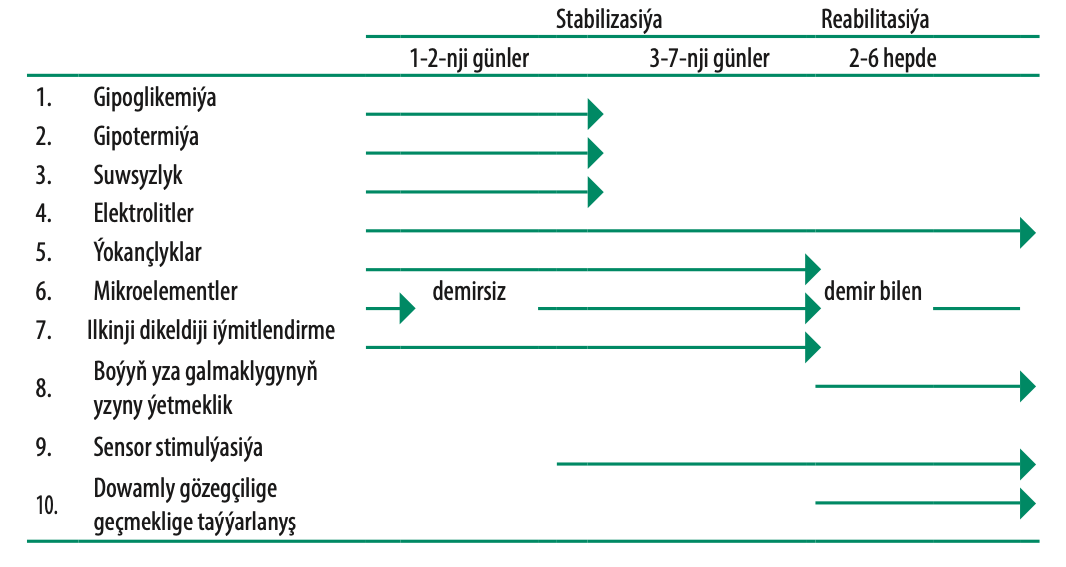 Stabilizasiýa Reabilitasiýa
1-2-nji günler 3-7-nji günler 2-6 hepde
1. Gipoglikemiýa
2. Gipotermiýa
3. Suwsyzlyk
4. Elektrolitler
5. Ýokançlyklar
6. Mikroelementler demirsiz demir bilen
7. Ilkinji dikeldiji iýmitlendirme
8. Boýyň yza galmaklygynyň
yzyny ýetmeklik
9. Sensor stimulýasiýa
10. Dowamly gözegçilige
geçmeklige taýýarlanyş